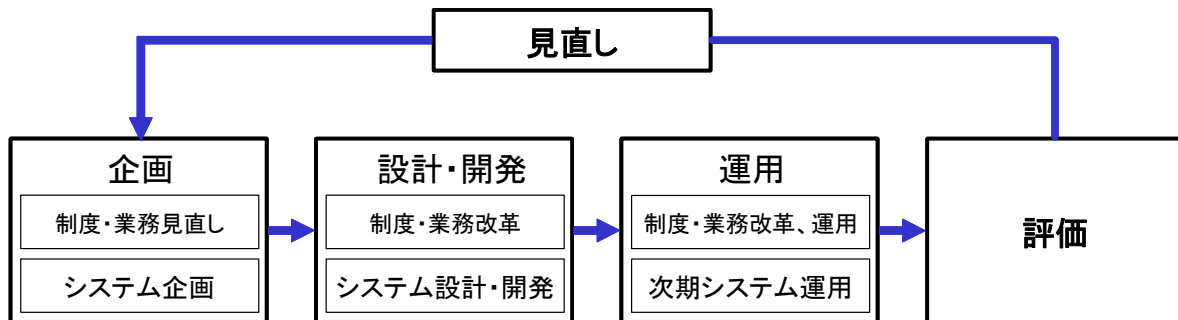 見直し
企画
制度・業務見直し
システム企画
設計・開発
制度・業務改革
システム設計・開発
運用
制度・業務改革、運用
次期システム運用
評価